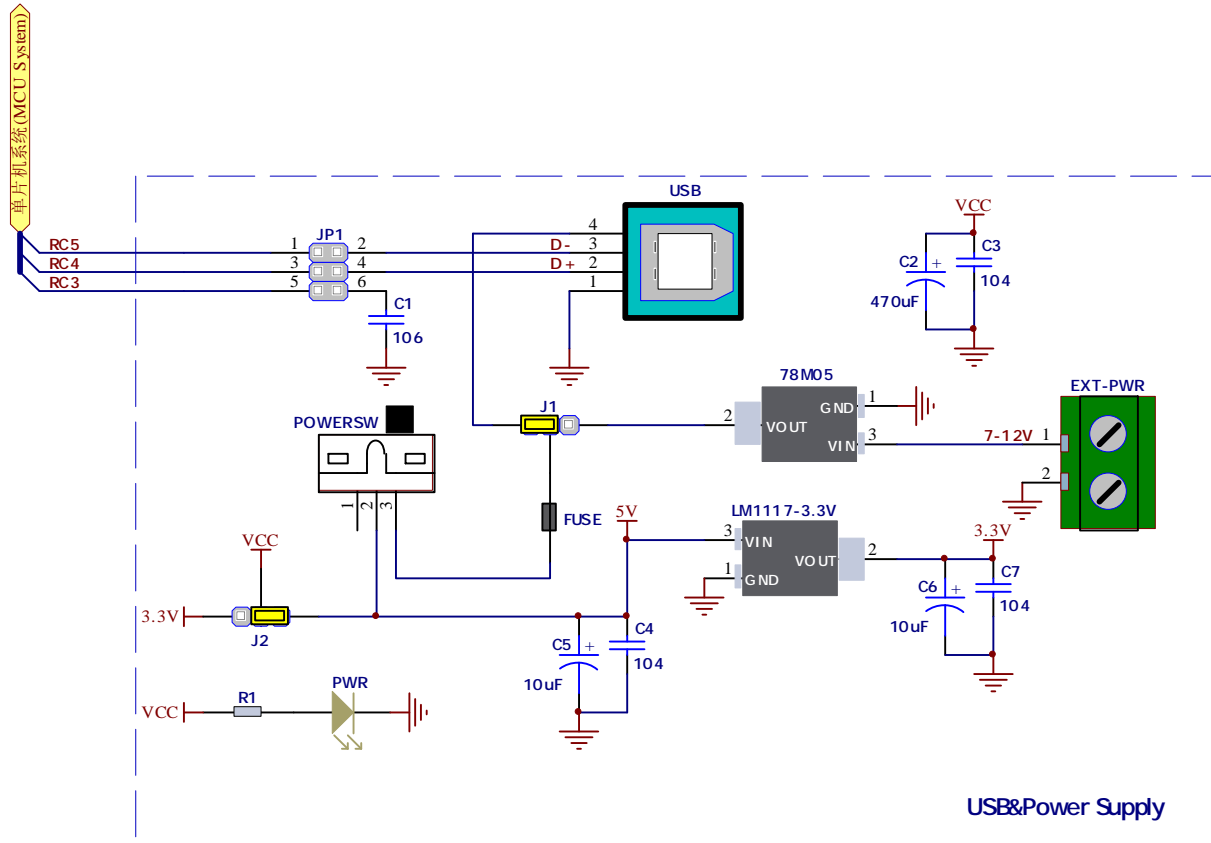 单片机系统(MCU System)
USB
VCC
RC5
1
JP1
2
4
D-
3
C2
+
C3
RC4
3
4
D+
2
104
RC3
5
6
1
470uF
C1
106
78M05
EXT-PWR
POWERSW
J1
2
VOUT
GND
1
VIN
3
7-12V
1
2
1
2
3
FUSE
5V
LM1117-3.3V
VCC
3
VIN
VOUT
2
3.3V
1
GND
C6
+
C7
3.3V
J2
C5
+
C4
10uF
104
104
10uF
VCC
R1
PWR
USB&Power Supply